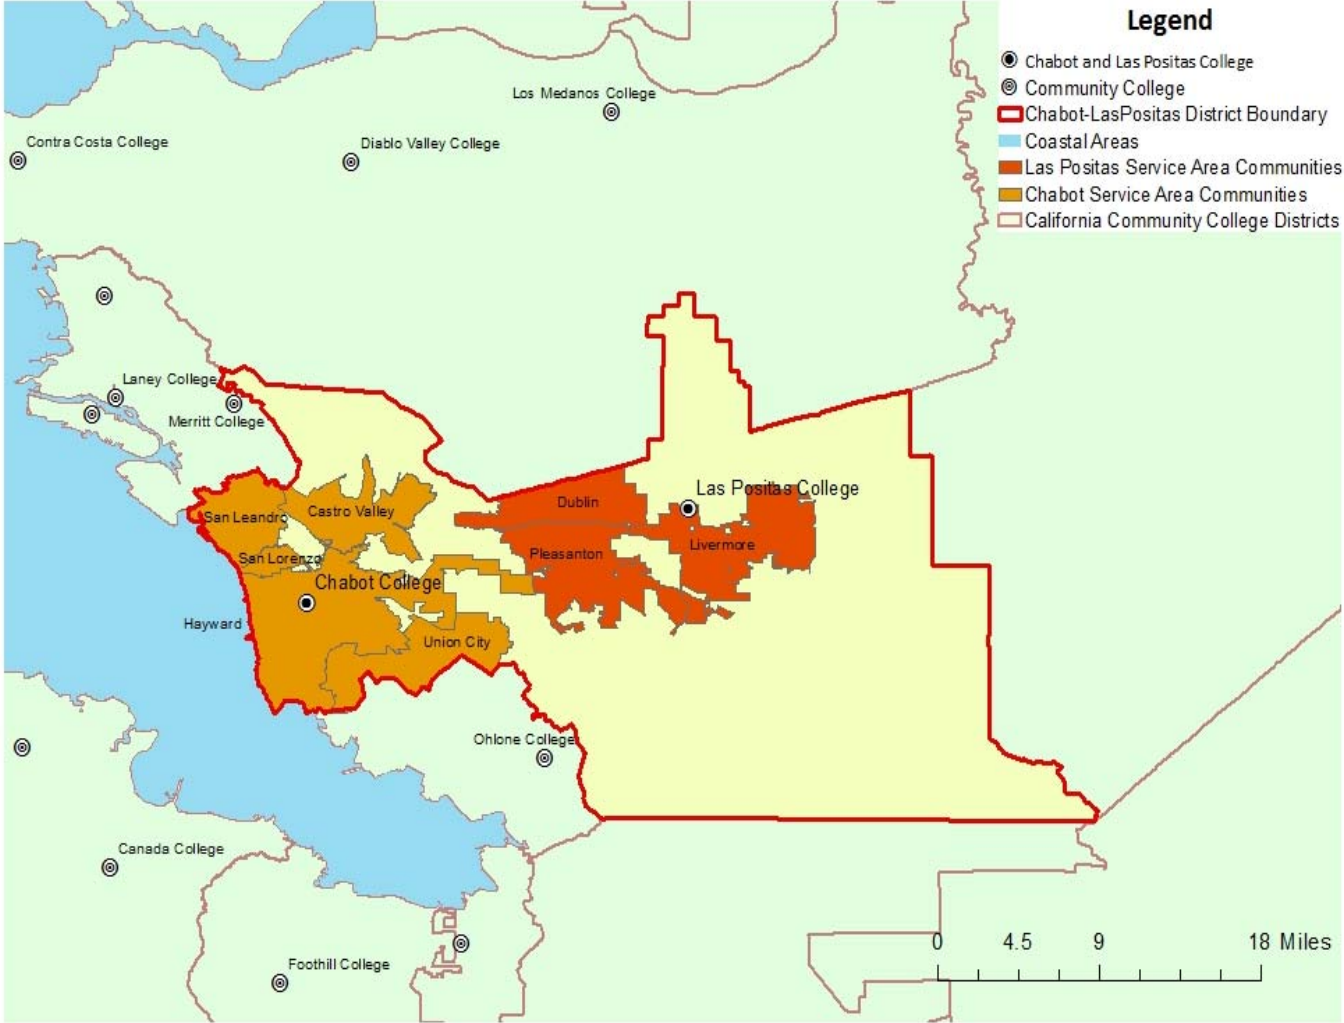 Legend
Chabot and Las Positas College
Community College
Chabot-LasPositas District Boundary
Coastal Areas
Las Positas Service Area Communities
Chabot Service Area Communities
California Community College Districts
Los Medanos College
Contra Costa College
Diablo Valley College
Laney College
Merritt College
Las Positas College
Dublin
San Leandro
Castro Valley
Livermore
Pleasanton
San Lorenzo
Chabot College
Hayward
Union City
Ohlone College
Canada College
Foothill College
0 4.5 9 18 Miles